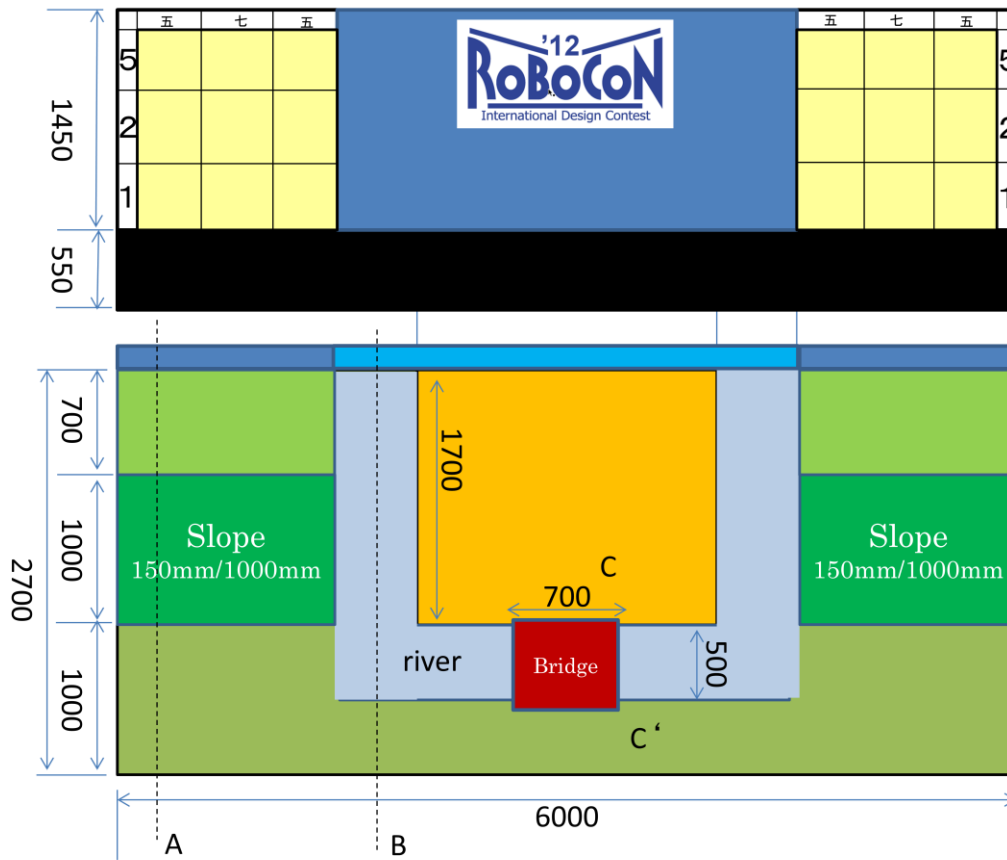 五 七 五
五 七 五
5
2
1
5
2
1
1450
550
'12
ROBOCON
International Design Contest
700
1000
1000
2700
1700
Slope
150mm/1000mm
Slope
150mm/1000mm
C
700
river
Bridge
500
C‘
6000
A
B